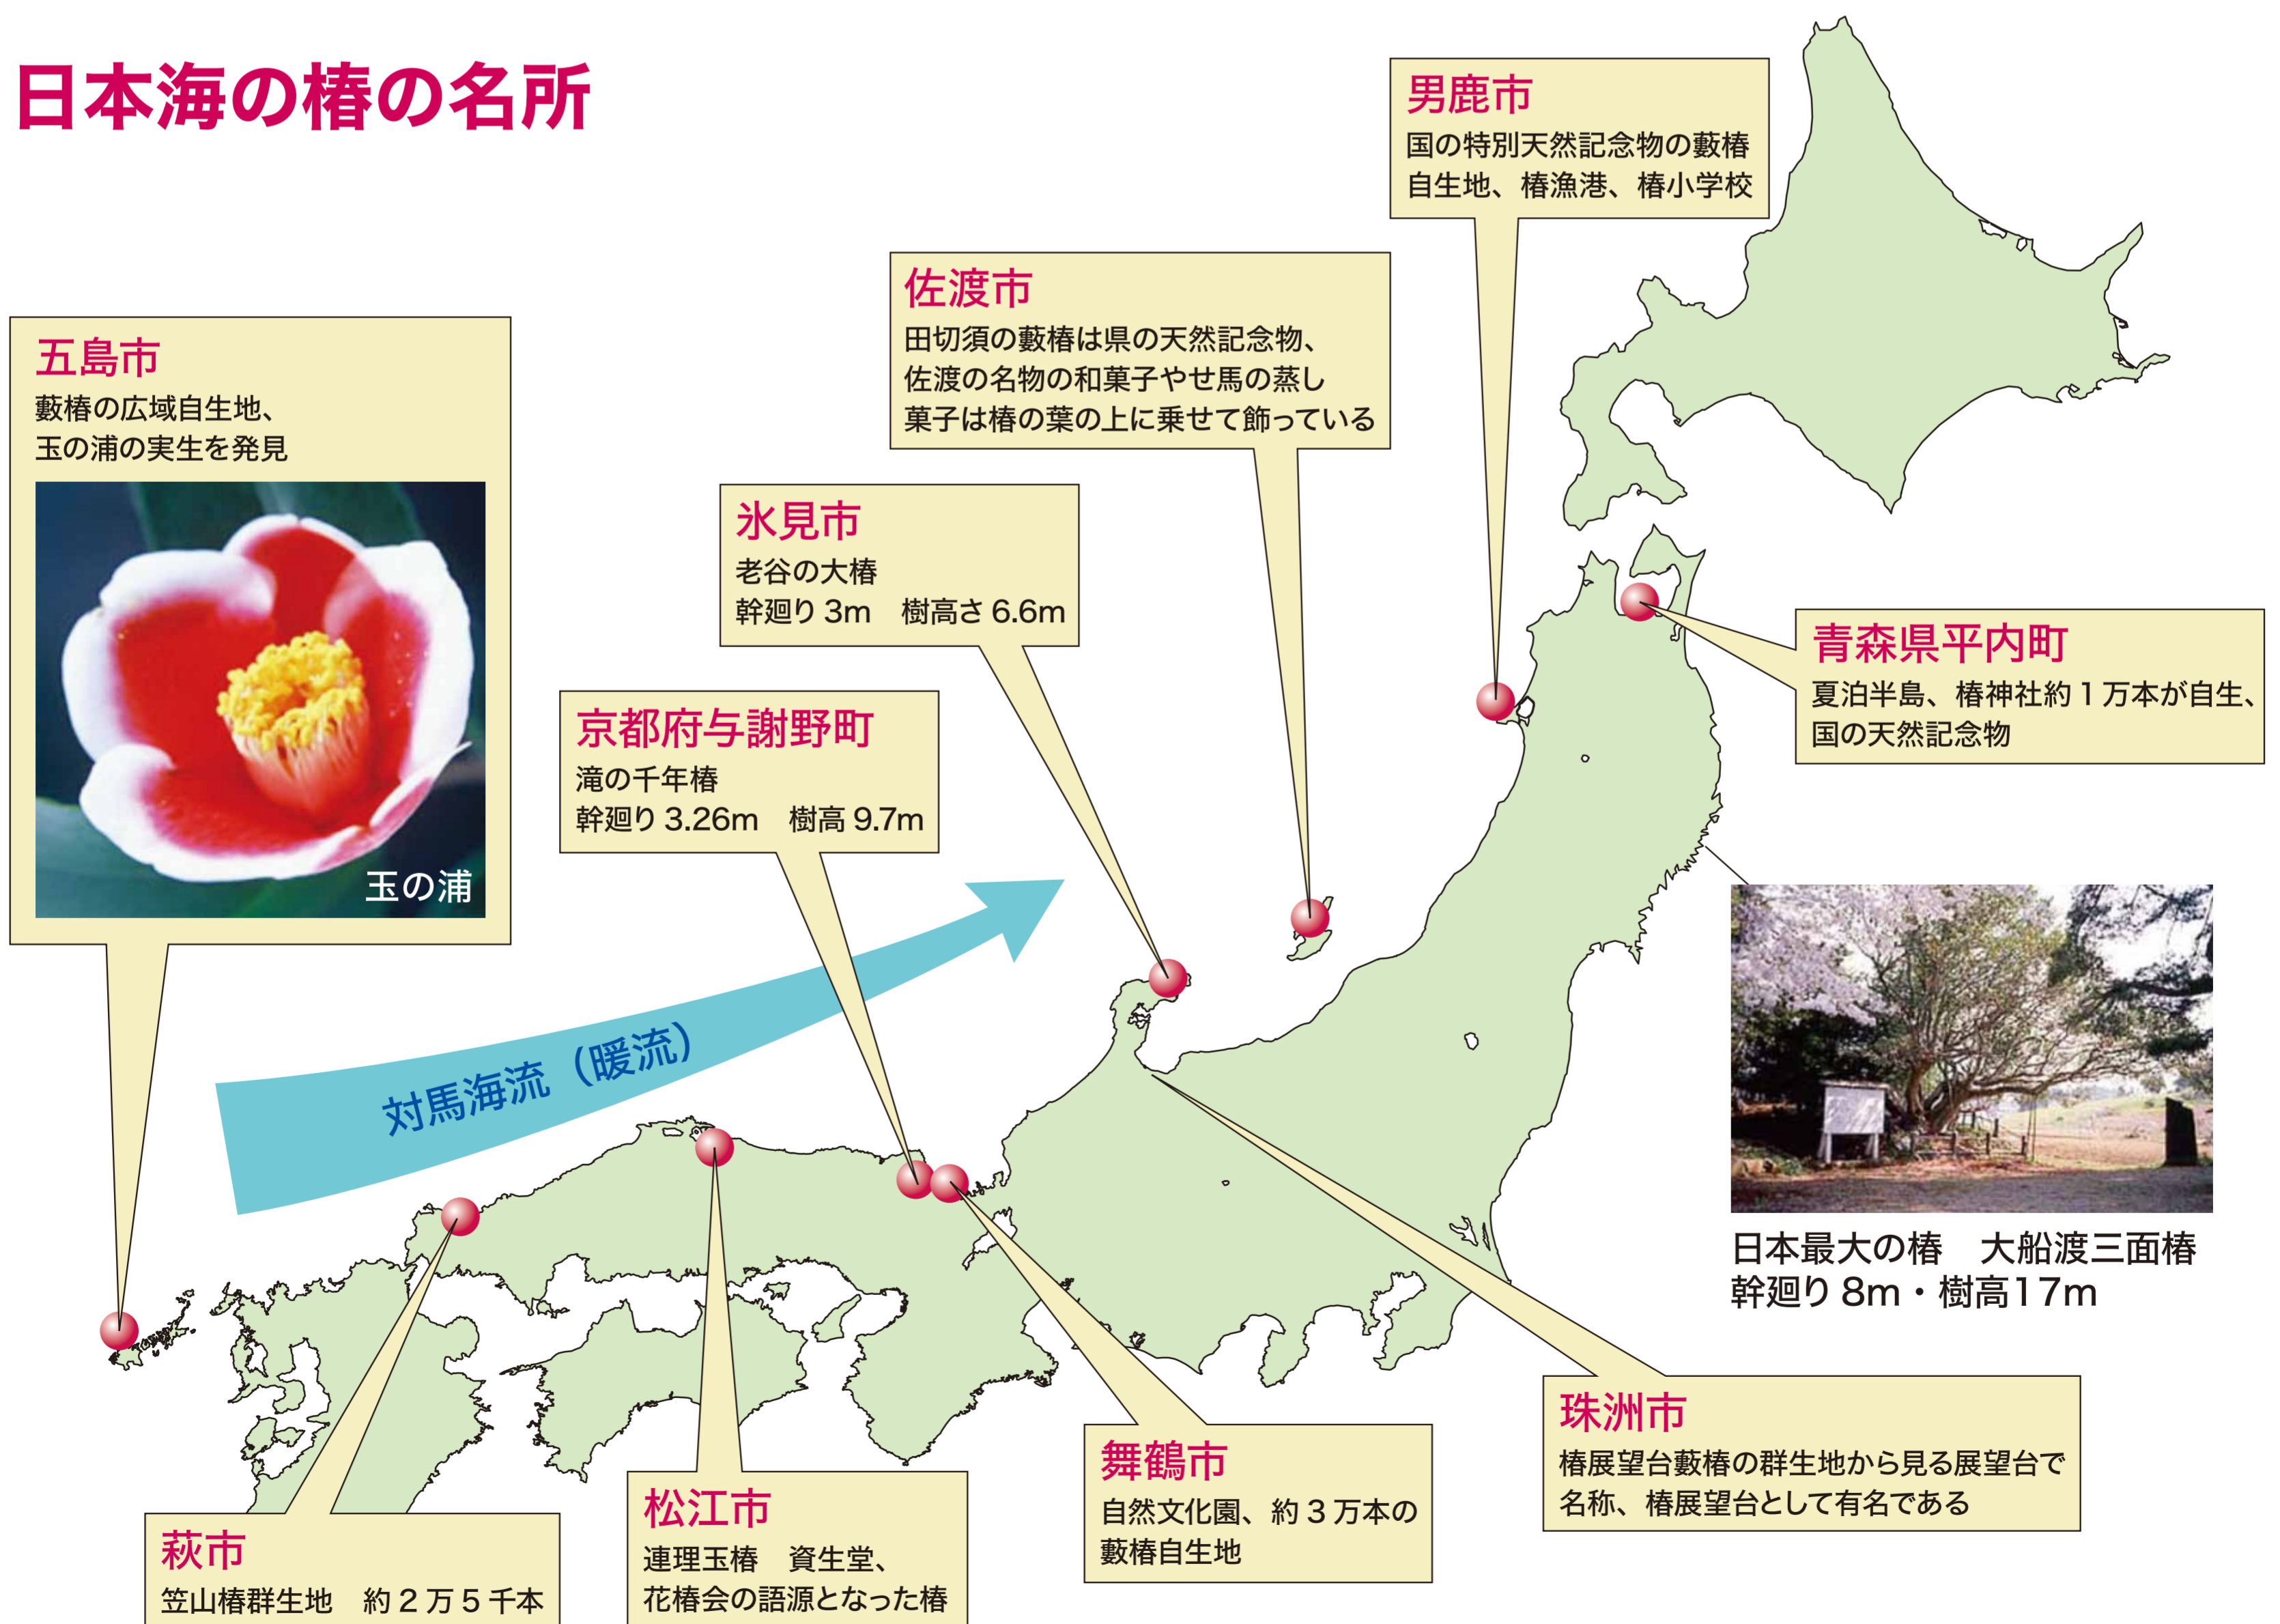 日本海の椿の名所
男鹿市
国の特別天然記念物の藪椿
自生地、椿漁港、椿小学校
佐渡市
田切須の藪椿は県の天然記念物、
佐渡の名物の和菓子やせ馬の蒸し
菓子は椿の葉の上に乗せて飾っている
五島市
藪椿の広域自生地、
玉の浦の実生を発見
玉の浦
氷見市
老谷の大椿
幹廻り3m　樹高さ6.6m
青森県平内町
夏泊半島、椿神社約1万本が自生、
国の天然記念物
京都府与謝野町
滝の千年椿
幹廻り3.26m　樹高9.7m
対馬海流（暖流）
日本最大の椿　大船渡三面椿
幹廻り8m・樹高17m
珠洲市
椿展望台藪椿の群生地から見る展望台で
名称、椿展望台として有名である
舞鶴市
自然文化園、約3万本の
藪椿自生地
松江市
連理玉椿　資生堂、
花椿会の語源となった椿
萩市
笠山椿群生地　約2万5千本